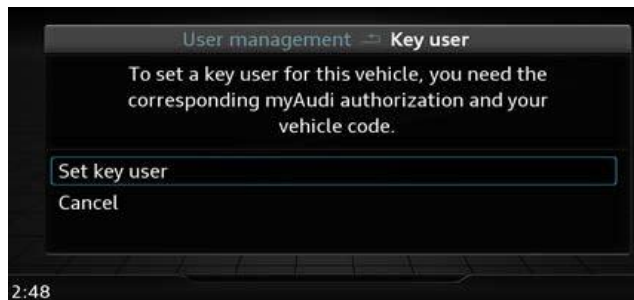 User management Key user
To set a key user for this vehicle, you need the
corresponding myAudi authorization and your
vehicle code.
Set key user
Cancel
2:48